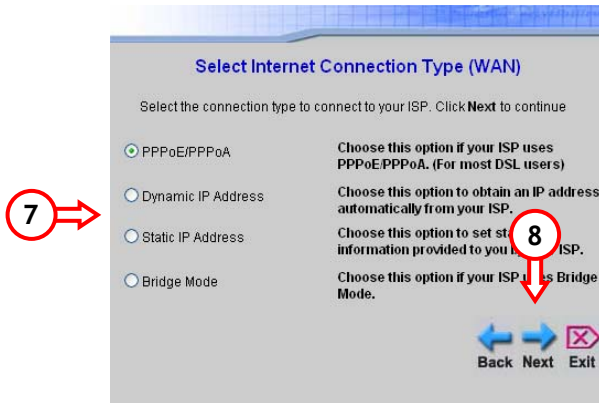 Select Internet Connection Type (WAN)
Select the connection type to connect to your ISP. Click Next to continue
PPPoE/PPPoA
Choose this option if your ISP uses
PPPoE/PPPoA. (For most DSL users)
Dynamic IP Address
Choose this option to obtain an IP address
automatically from your ISP.
Static IP Address
Choose this option to set
information provided to you ISP.
Bridge Mode
Choose this option if your ISP uses Bridge
Mode.
7
8
Back Next Exit